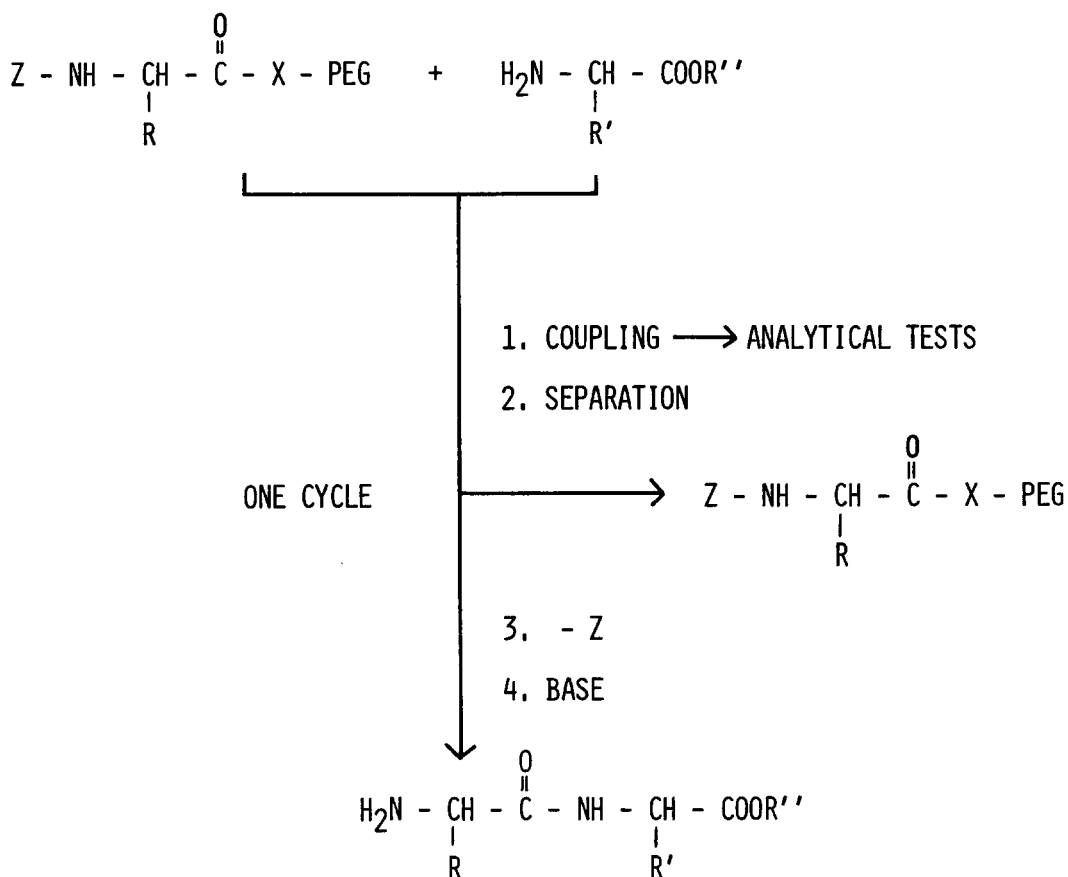 O
Z - NH - CH - C - X - PEG + H₂N - CH - COOR''
R R'
1. COUPLING → ANALYTICAL TESTS
2. SEPARATION
O
ONE CYCLE Z - NH - CH - C - X - PEG
R
3. - Z
4. BASE
O
H₂N - CH - C - NH - CH - COOR''
R R'